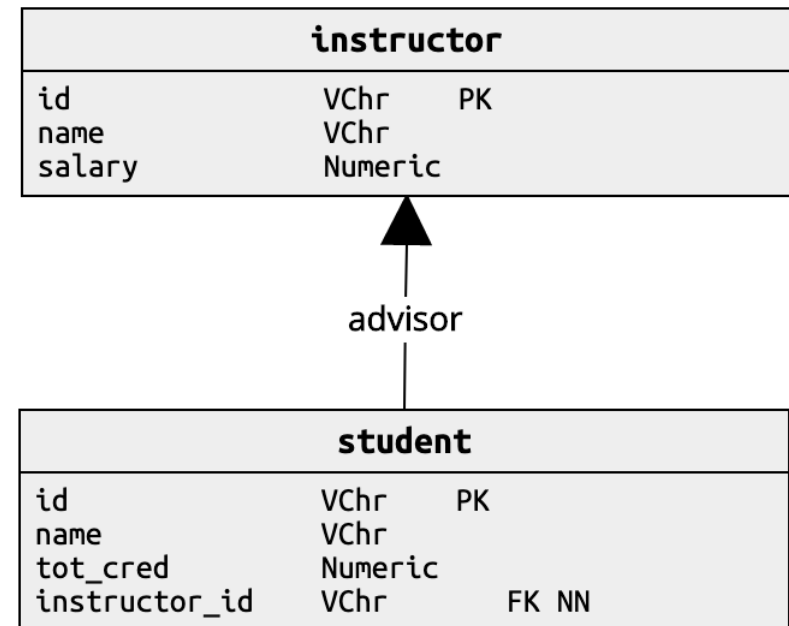 instructor
id VChr PK
name VChr
salary Numeric
advisor
student
id VChr PK
name VChr
tot_cred Numeric
instructor_id VChr FK NN